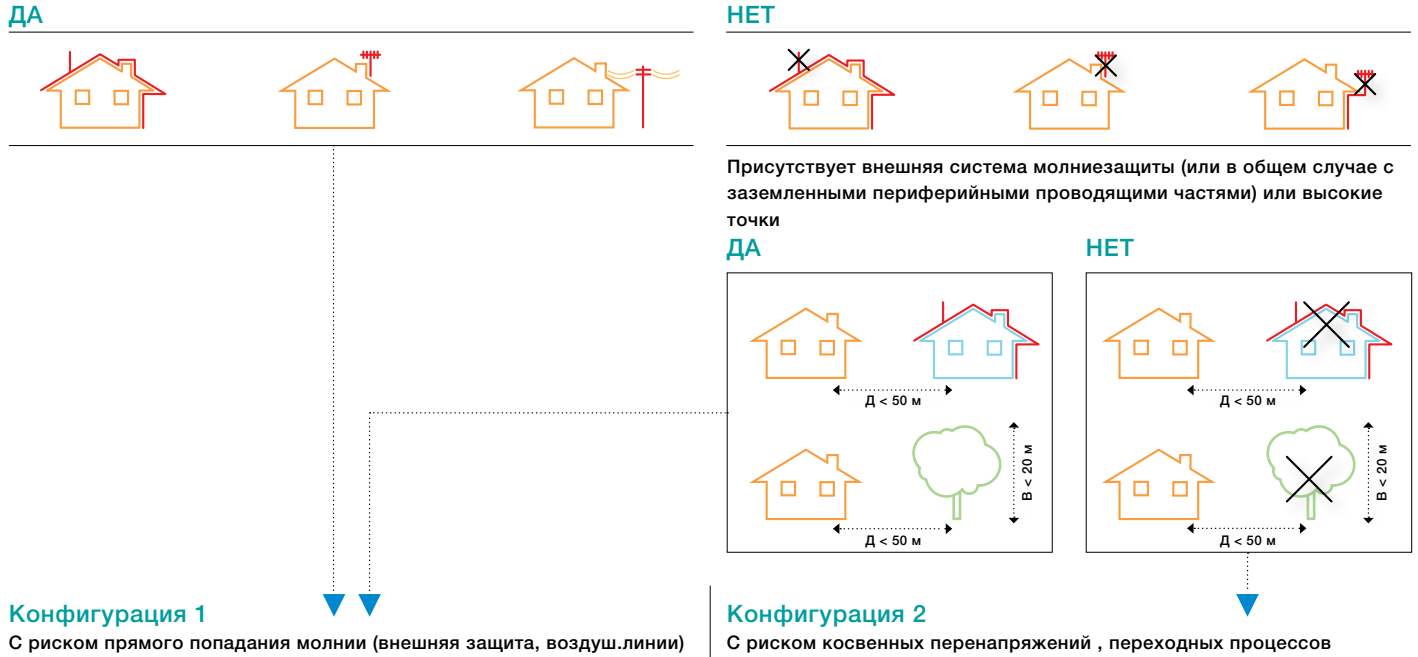 ДА
НЕТ
Присутствует внешняя система молниезащиты (или в общем случае с
заземленными периферийными проводящими частями) или высокие
точки
ДА
НЕТ
Д < 50 м
В < 20 м
Д < 50 м
Д < 50 м
В < 20 м
Д < 50 м
Конфигурация 1
С риском прямого попадания молнии (внешняя защита, воздуш.линии)
Конфигурация 2
С риском косвенных перенапряжений , переходных процессов